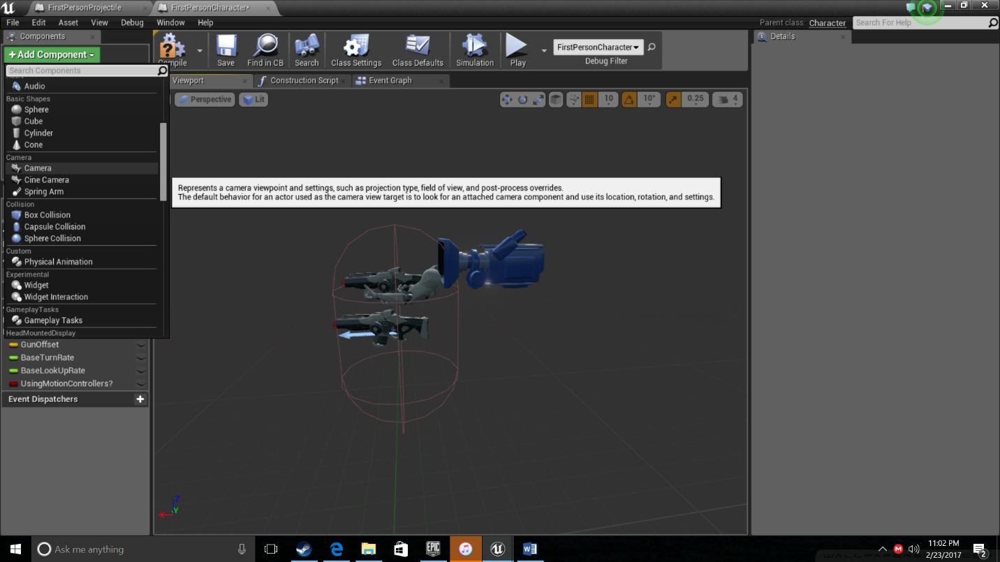 FirstPersonProjectile
FirstPersonCharacter*
File Edit Asset View Debug Window Help
Parent class: Character
Search For Help
Components
+Add Component
Search Components
Audio
Basic Shapes
Sphere
Cube
Cylinder
Cone
Camera
Camera
Cine Camera
Spring Arm
Collision
Box Collision
Capsule Collision
Sphere Collision
Custom
Physical Animation
Experimental
Widget
Widget Interaction
GameplayTasks
Gameplay Tasks
HeadMountedDisplay
GunOffset
BaseTurnRate
BaseLookUpRate
UsingMotionControllers?
Event Dispatchers
Compile
Save
Find in CB
Search
Class Settings
Class Defaults
Simulation
Play
FirstPersonCharacter
Debug Filter
Viewport
Construction Script
Event Graph
Perspective
Lit
10
10°
0.25
4
Represents a camera viewpoint and settings, such as projection type, field of view, and post-process overrides.
The default behavior for an actor used as the camera view target is to look for an attached camera component and use its location, rotation, and settings.
Z
X
Y
Details
Ask me anything
EPIC
11:02 PM
2/23/2017
2